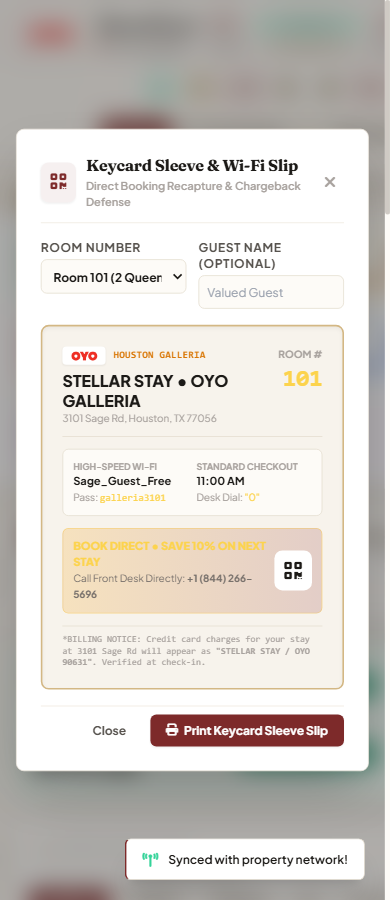 Keycard Sleeve & Wi-Fi Slip
Direct Booking Recapture & Chargeback
Defense
ROOM NUMBER
GUEST NAME
(OPTIONAL)
Room 101 (2 Queen
Valued Guest
OYO HOUSTON GALLERIA
ROOM #
101
STELLAR STAY ● OYO
GALLERIA
3101 Sage Rd, Houston, TX 77056
HIGH-SPEED WI-FI
Sage_Guest_Free
Pass: galleria3101
STANDARD CHECKOUT
11:00 AM
Desk Dial: "0"
BOOK DIRECT ● SAVE 10% ON NEXT
STAY
Call Front Desk Directly: +1 (844) 266-
5696
*BILLING NOTICE: Credit card charges for your stay
at 3101 Sage Rd will appear as "STELLAR STAY / OYO
90631". Verified at check-in.
Close
Print Keycard Sleeve Slip
Synced with property network!